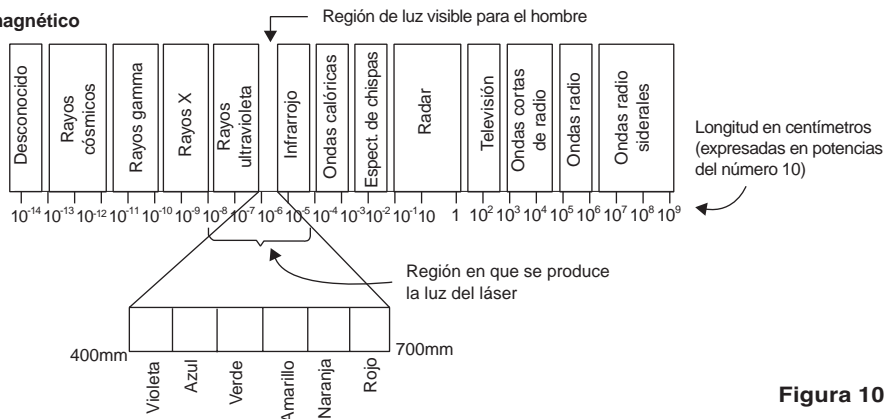 magnético
Región de luz visible para el hombre
Desconocido
Rayos
cósmicos
Rayos gamma
Rayos X
Rayos
ultravioleta
Infrarrojo
Ondas calóricas
Espect. de chispas
Radar
Televisión
Ondas cortas
de radio
Ondas radio
Ondas radio
siderales
Longitud en centímetros
(expresadas en potencias
del número 10)
10⁻¹⁴ 10⁻¹³ 10⁻¹² 10⁻¹¹ 10⁻¹⁰ 10⁻⁹ 10⁻⁸ 10⁻⁷ 10⁻⁶ 10⁻⁵ 10⁻⁴ 10⁻³ 10⁻² 10⁻¹ 10 1 10² 10³ 10⁴ 10⁵ 10⁶ 10⁷ 10⁸ 10⁹
Región en que se produce
la luz del láser
400mm
700mm
Violeta
Azul
Verde
Amarillo
Naranja
Rojo
Figura 10